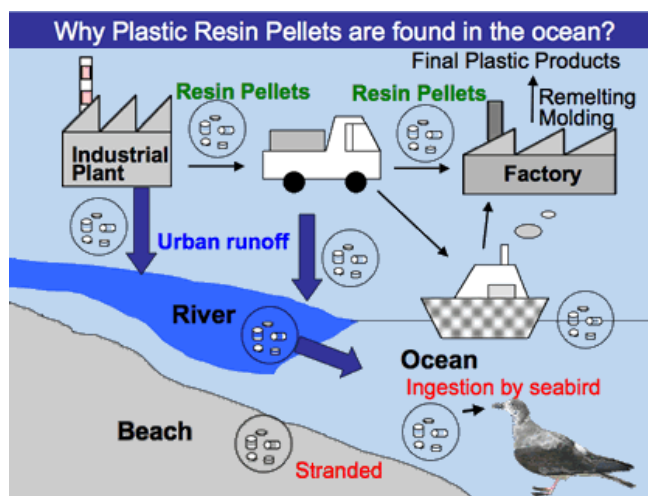 Why Plastic Resin Pellets are found in the ocean?
Final Plastic Products
Resin Pellets
Resin Pellets
Remelting
Molding
Industrial
Plant
Factory
Urban runoff
River
Ocean
Ingestion by seabird
Beach
Stranded